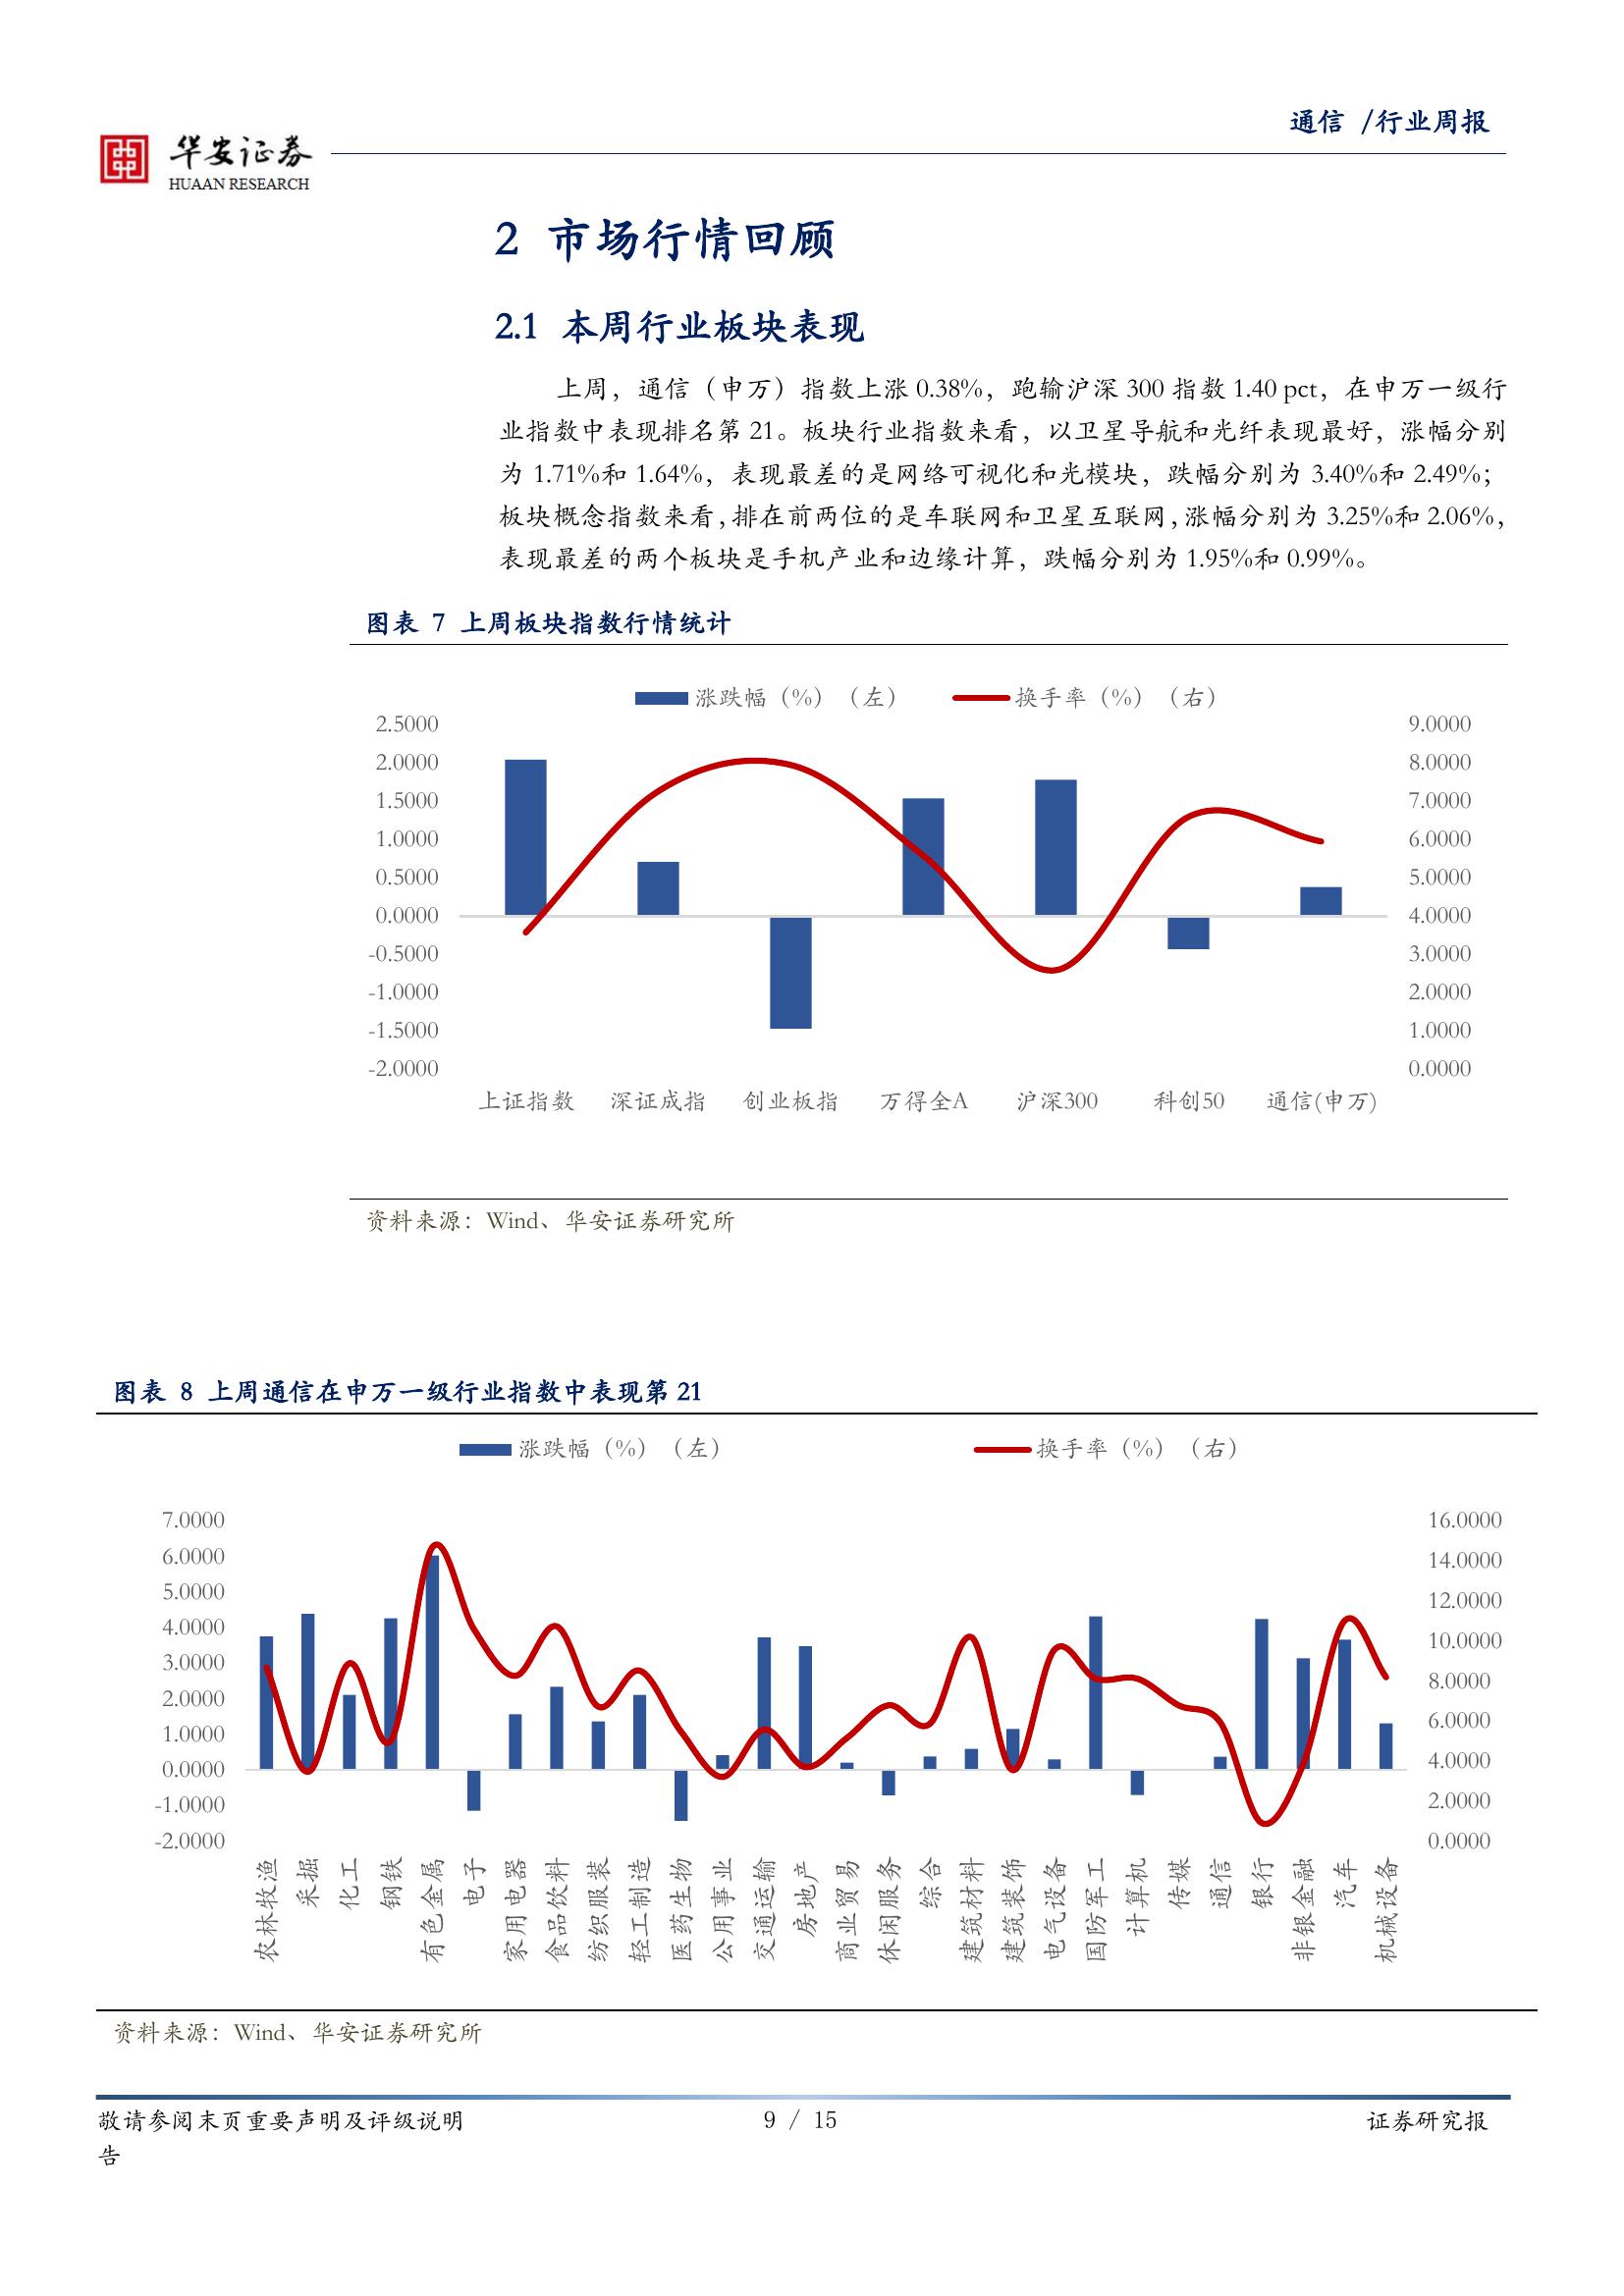 通信 /行业周报
华安证券
HUAAN RESEARCH
2 市场行情回顾
2.1 本周行业板块表现
上周，通信（申万）指数上涨 0.38%，跑输沪深 300 指数 1.40 pct，在申万一级行
业指数中表现排名第 21。板块行业指数来看，以卫星导航和光纤表现最好，涨幅分别
为 1.71%和 1.64%，表现最差的是网络可视化和光模块，跌幅分别为 3.40%和 2.49%；
板块概念指数来看，排在前两位的是车联网和卫星互联网，涨幅分别为 3.25%和 2.06%，
表现最差的两个板块是手机产业和边缘计算，跌幅分别为 1.95%和 0.99%。
图表 7 上周板块指数行情统计
涨跌幅（%）（左） 换手率（%）（右）
2.5000 9.0000
2.0000 8.0000
1.5000 7.0000
1.0000 6.0000
0.5000 5.0000
0.0000 4.0000
-0.5000 3.0000
-1.0000 2.0000
-1.5000 1.0000
-2.0000 0.0000
上证指数 深证成指 创业板指 万得全A 沪深300 科创50 通信(申万)
资料来源：Wind、华安证券研究所
图表 8 上周通信在申万一级行业指数中表现第 21
涨跌幅（%）（左） 换手率（%）（右）
7.0000
6.0000
5.0000
4.0000
3.0000
2.0000
1.0000
0.0000
-1.0000
-2.0000
16.0000
14.0000
12.0000
10.0000
8.0000
6.0000
4.0000
2.0000
0.0000
农林牧渔
采掘
化工
钢铁
有色金属
电子
家用电器
食品饮料
纺织服装
轻工制造
医药生物
公用事业
交通运输
房地产
商业贸易
休闲服务
综合
建筑材料
建筑装饰
电气设备
国防军工
计算机
传媒
通信
银行
非银金融
汽车
机械设备
资料来源：Wind、华安证券研究所
敬请参阅末页重要声明及评级说明 9 / 15 证券研究报
告